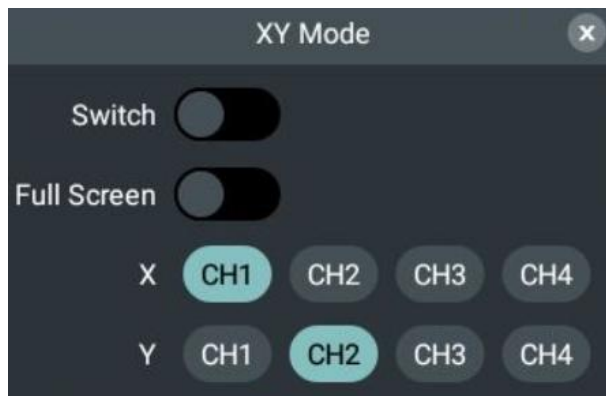 XY Mode x
Switch
Full Screen
X CH1 CH2 CH3 CH4
Y CH1 CH2 CH3 CH4